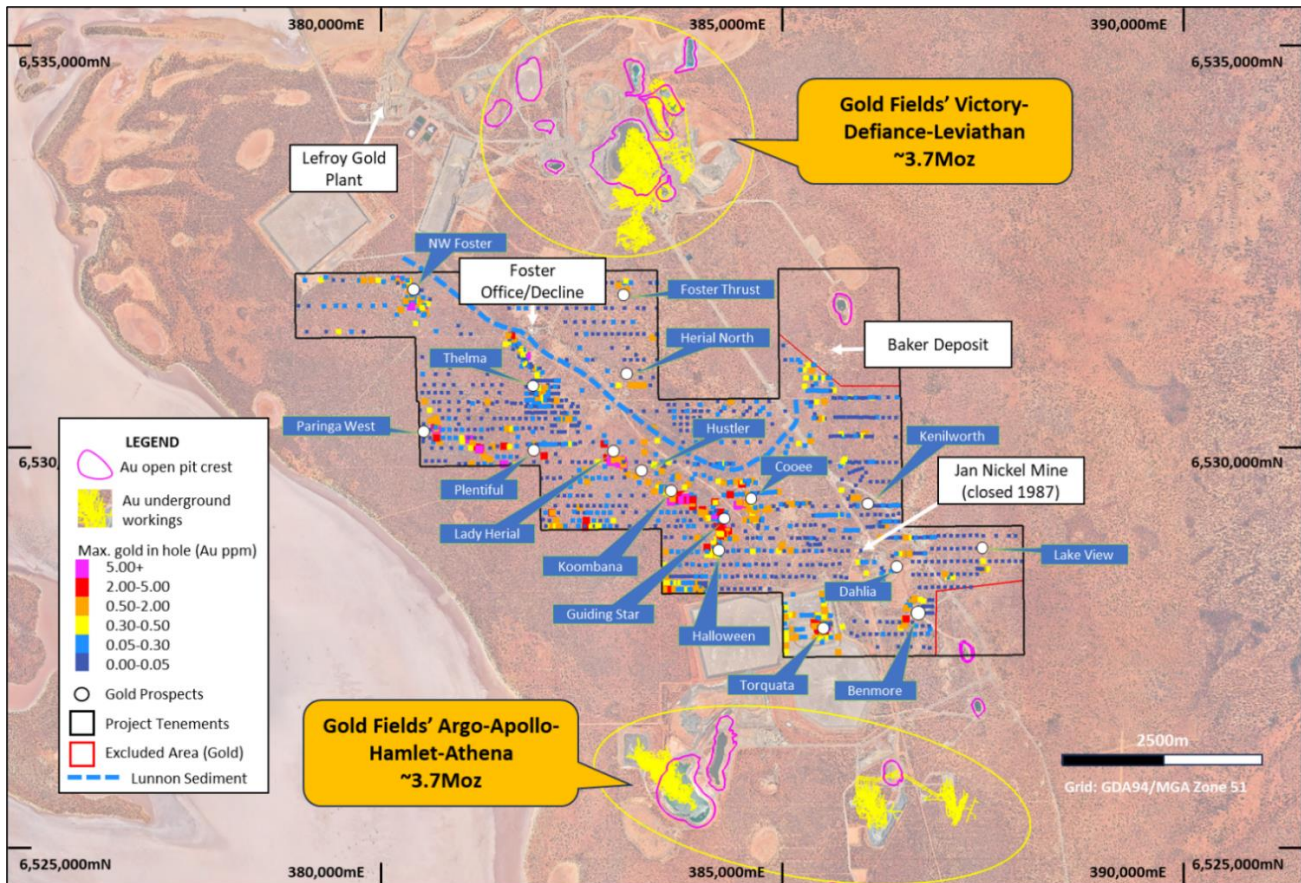 380,000mE
385,000mE
390,000mE
6,535,000mN
6,535,000mN
Gold Fields' Victory-
Defiance-Leviathan
~3.7Moz
Lefroy Gold
Plant
NW Foster
Foster
Office/Decline
Foster Thrust
Herial North
Baker Deposit
Thelma
Paringa West
Hustler
Kenilworth
Cooee
6,530,
6,530,000mN
Plentiful
Jan Nickel Mine
(closed 1987)
Lady Herial
Lake View
Koombana
Dahlia
Guiding Star
Halloween
Torquata
Benmore
LEGEND
Au open pit crest
Au underground
workings
Max. gold in hole (Au ppm)
5.00+
2.00-5.00
0.50-2.00
0.30-0.50
0.05-0.30
0.00-0.05
Gold Prospects
Project Tenements
Excluded Area (Gold)
Lunnon Sediment
Gold Fields' Argo-Apollo-
Hamlet-Athena
~3.7Moz
2500m
Grid: GDA94/MGA Zone 51
6,525,000mN
6,525,000mN
380,000mE
385,000mE
390,000mE